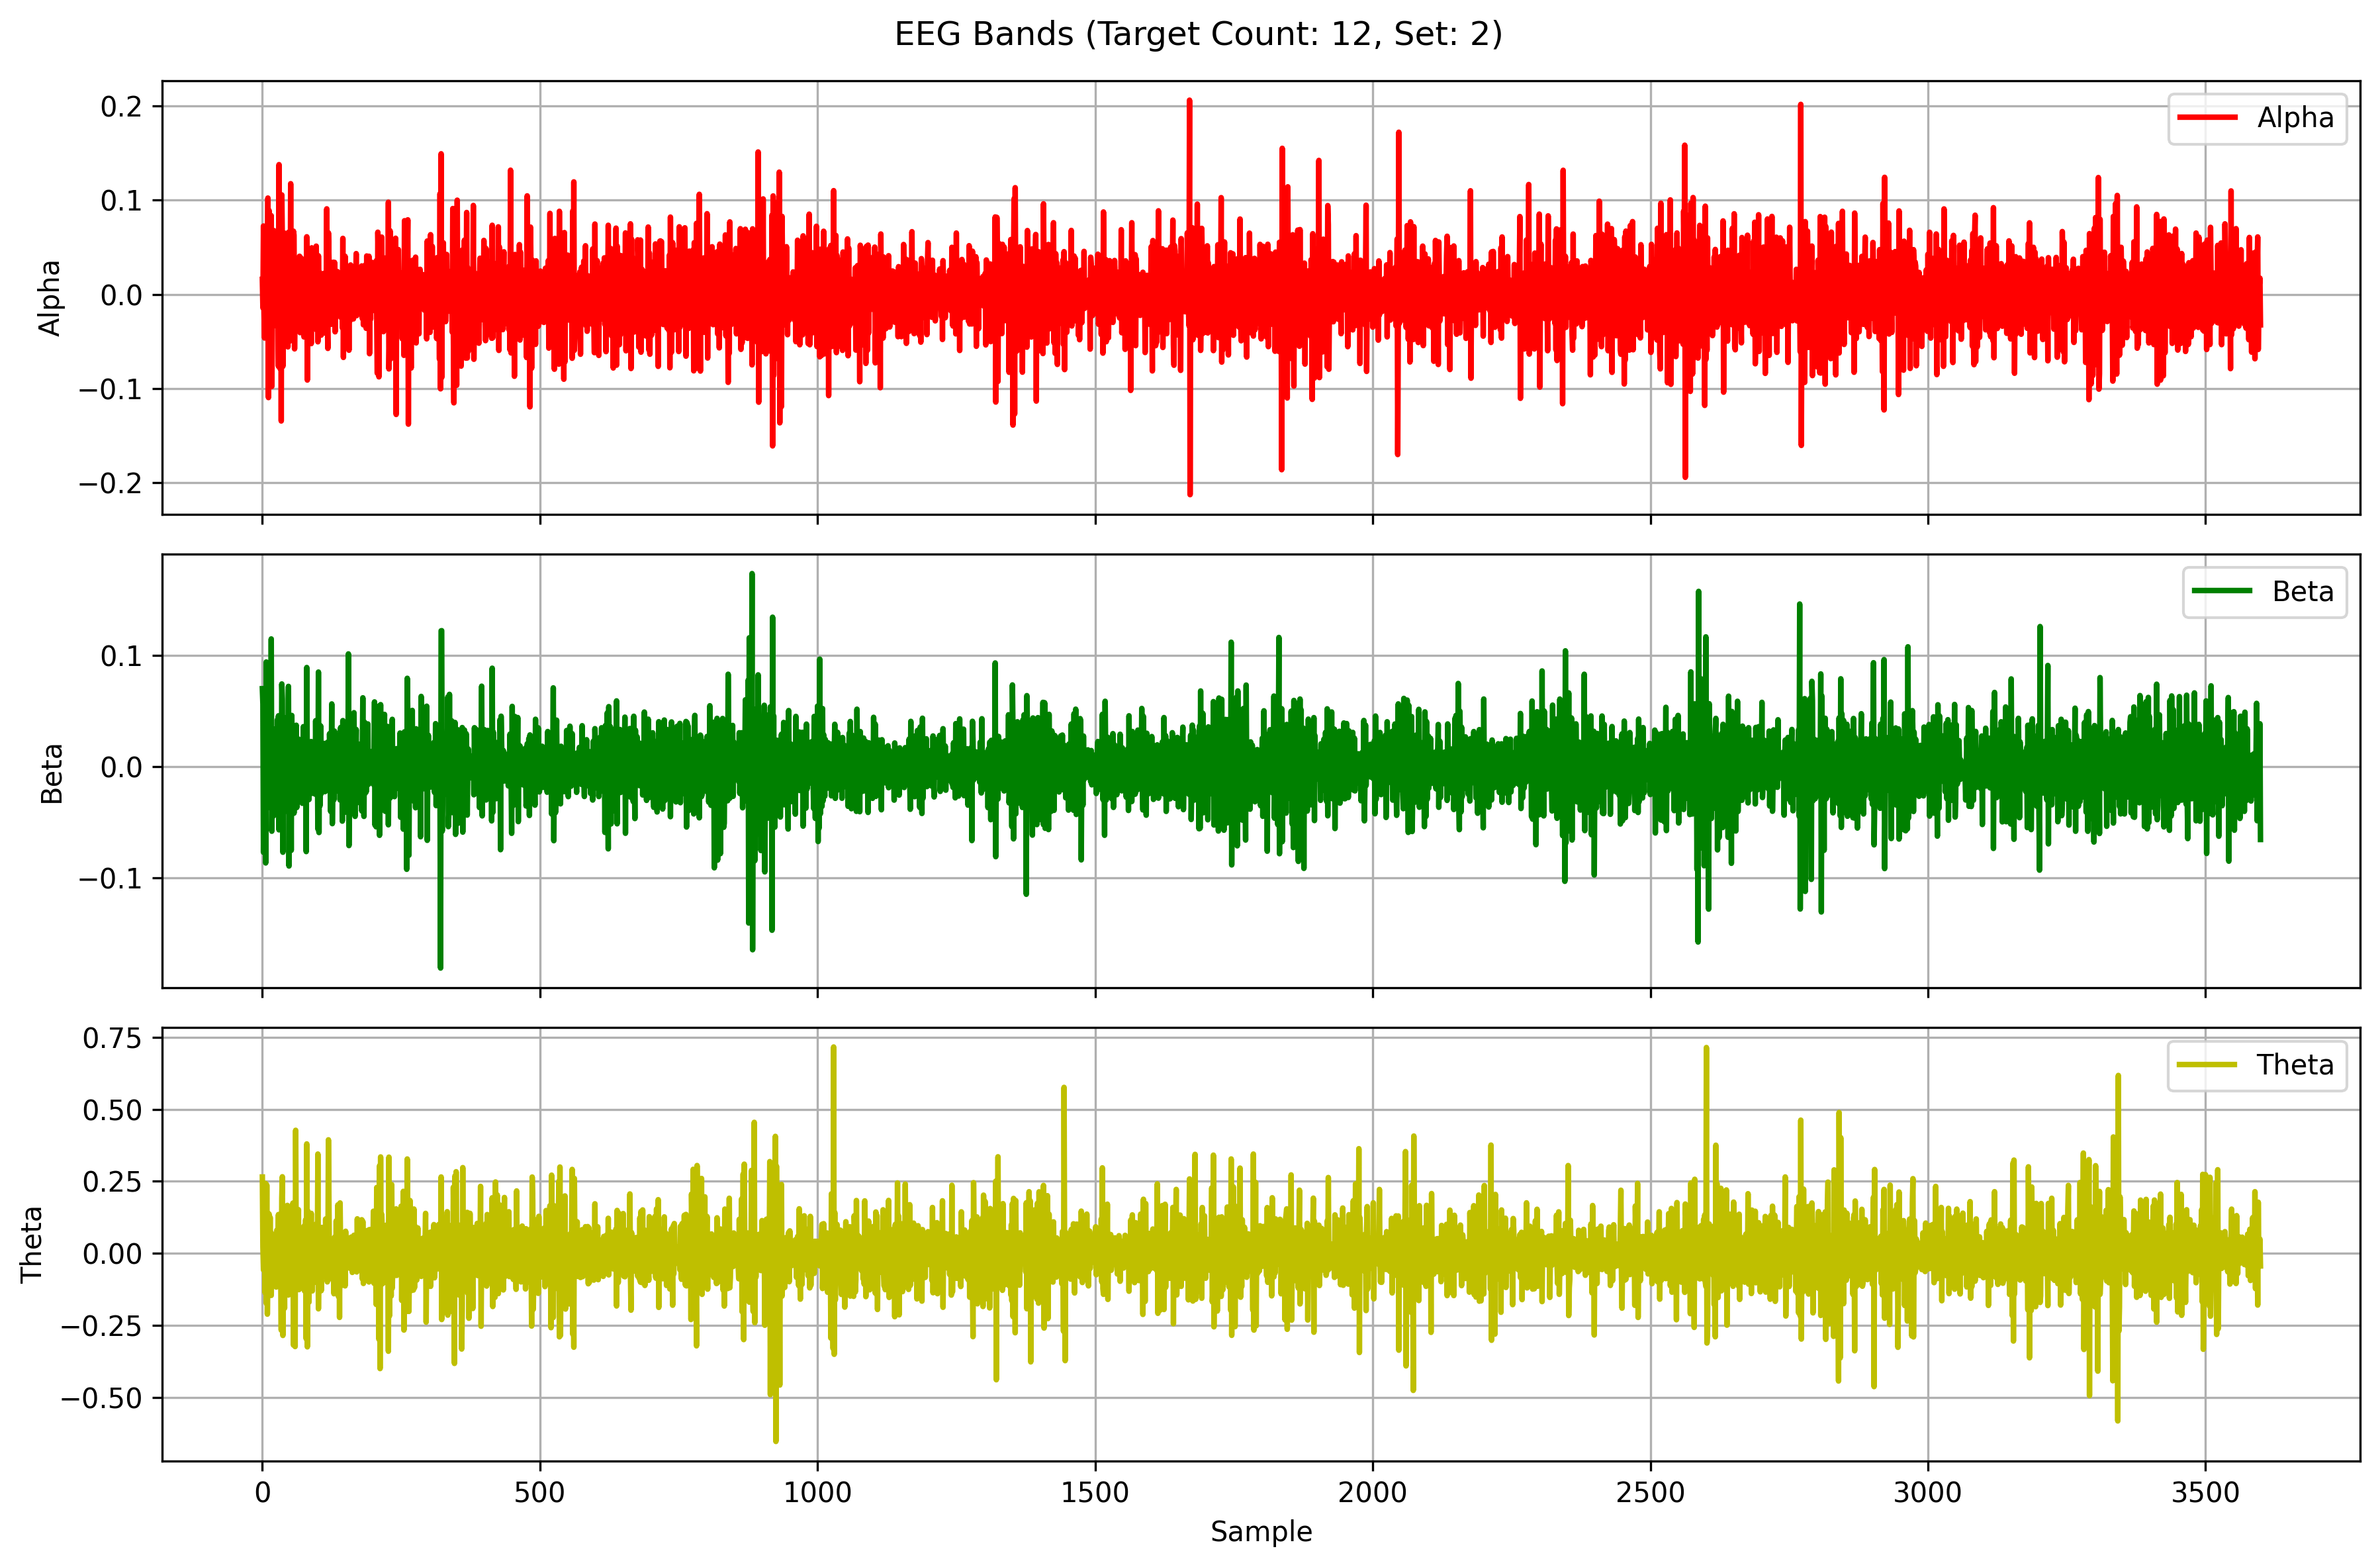 EEG Bands (Target Count: 12, Set: 2)
0.2
0.1
0.0
−0.1
−0.2
Alpha
Alpha
0.1
0.0
−0.1
Beta
Beta
0.75
0.50
0.25
0.00
−0.25
−0.50
Theta
Theta
0 500 1000 1500 2000 2500 3000 3500
Sample